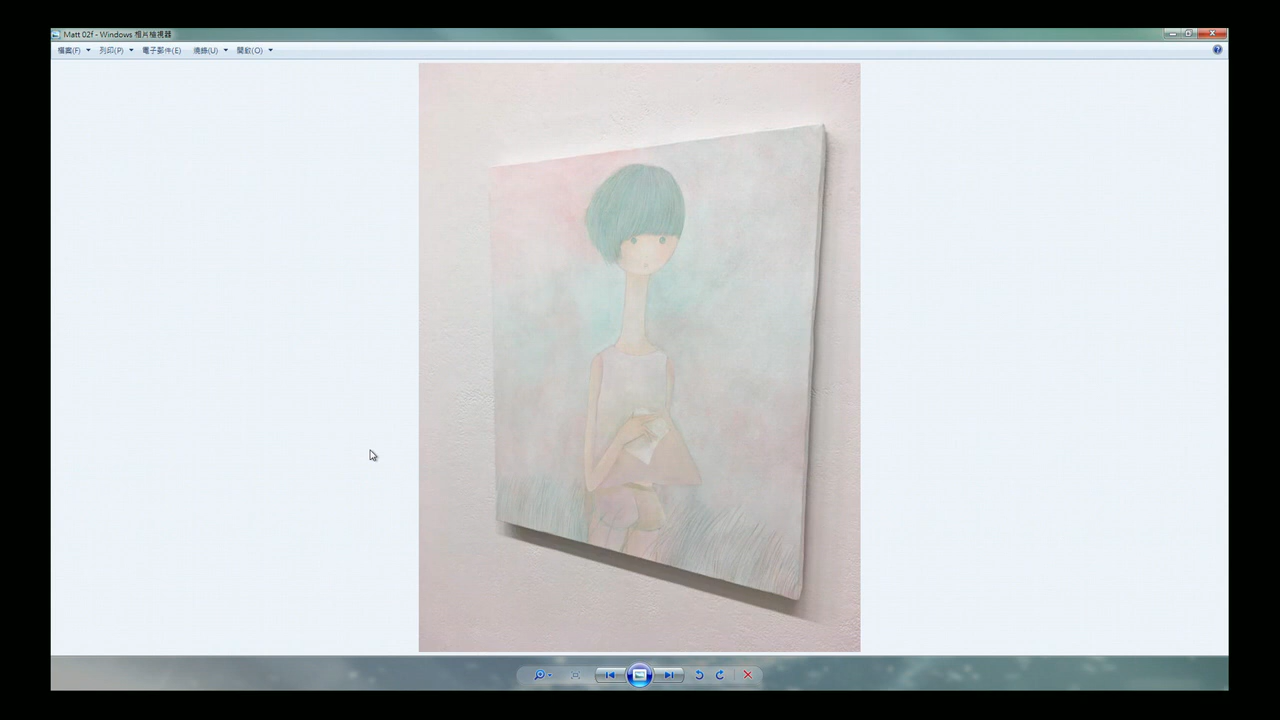 Matt 02f - Windows 相片檢視器
檔案(F) 列印(P) 電子郵件(E) 燒錄(U) 開啟(O)